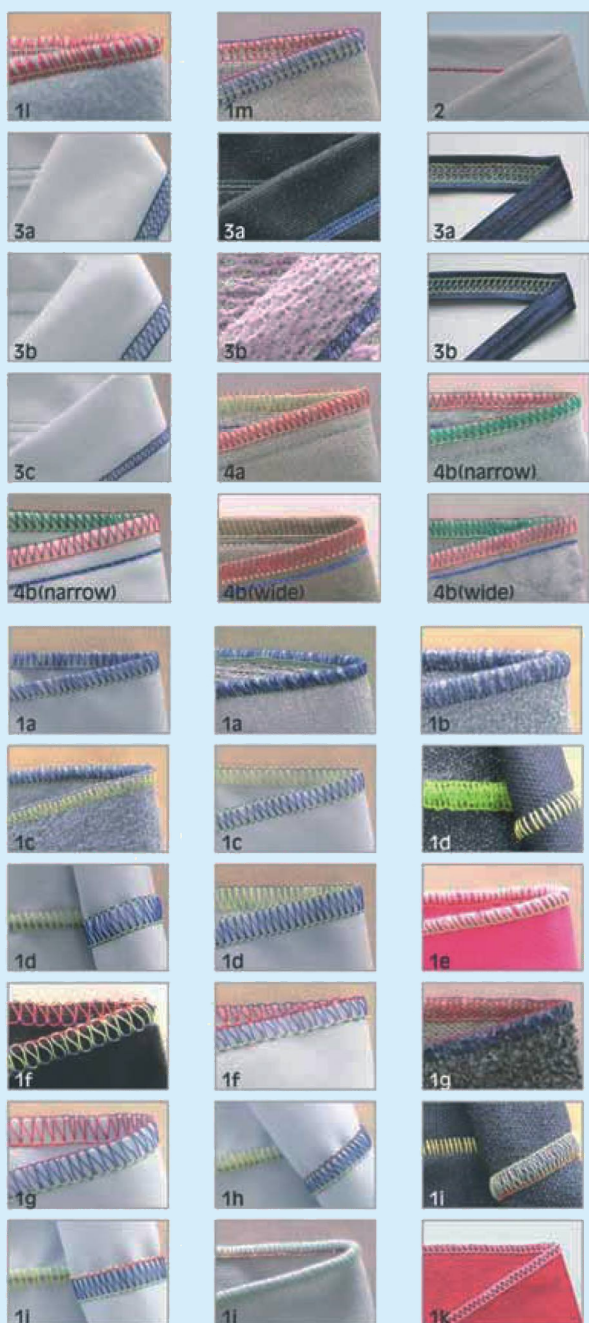 1l 1m 2
3a 3a 3a
3b 3b 3b
3c 4a 4b(narrow)
4b(narrow) 4b(wide) 4b(wide)
1a 1a 1b
1c 1c 1d
1d 1d 1e
1f 1f 1g
1g 1h 1i
1i 1j 1k